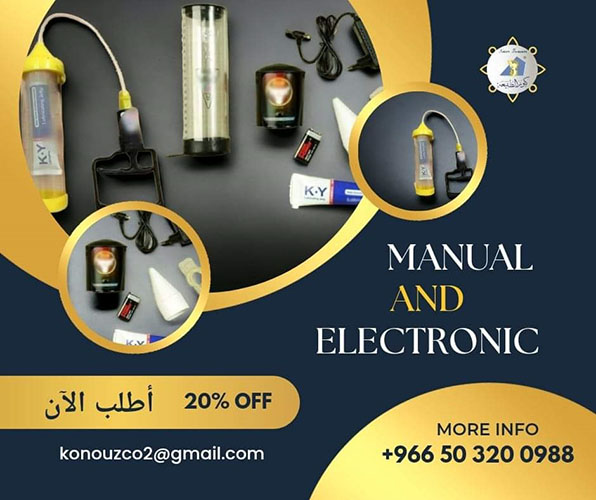 K-Y
K-Y
MANUAL
AND
ELECTRONIC
أطلب الآن
20% OFF
konouzco2@gmail.com
MORE INFO
+966 50 320 0988